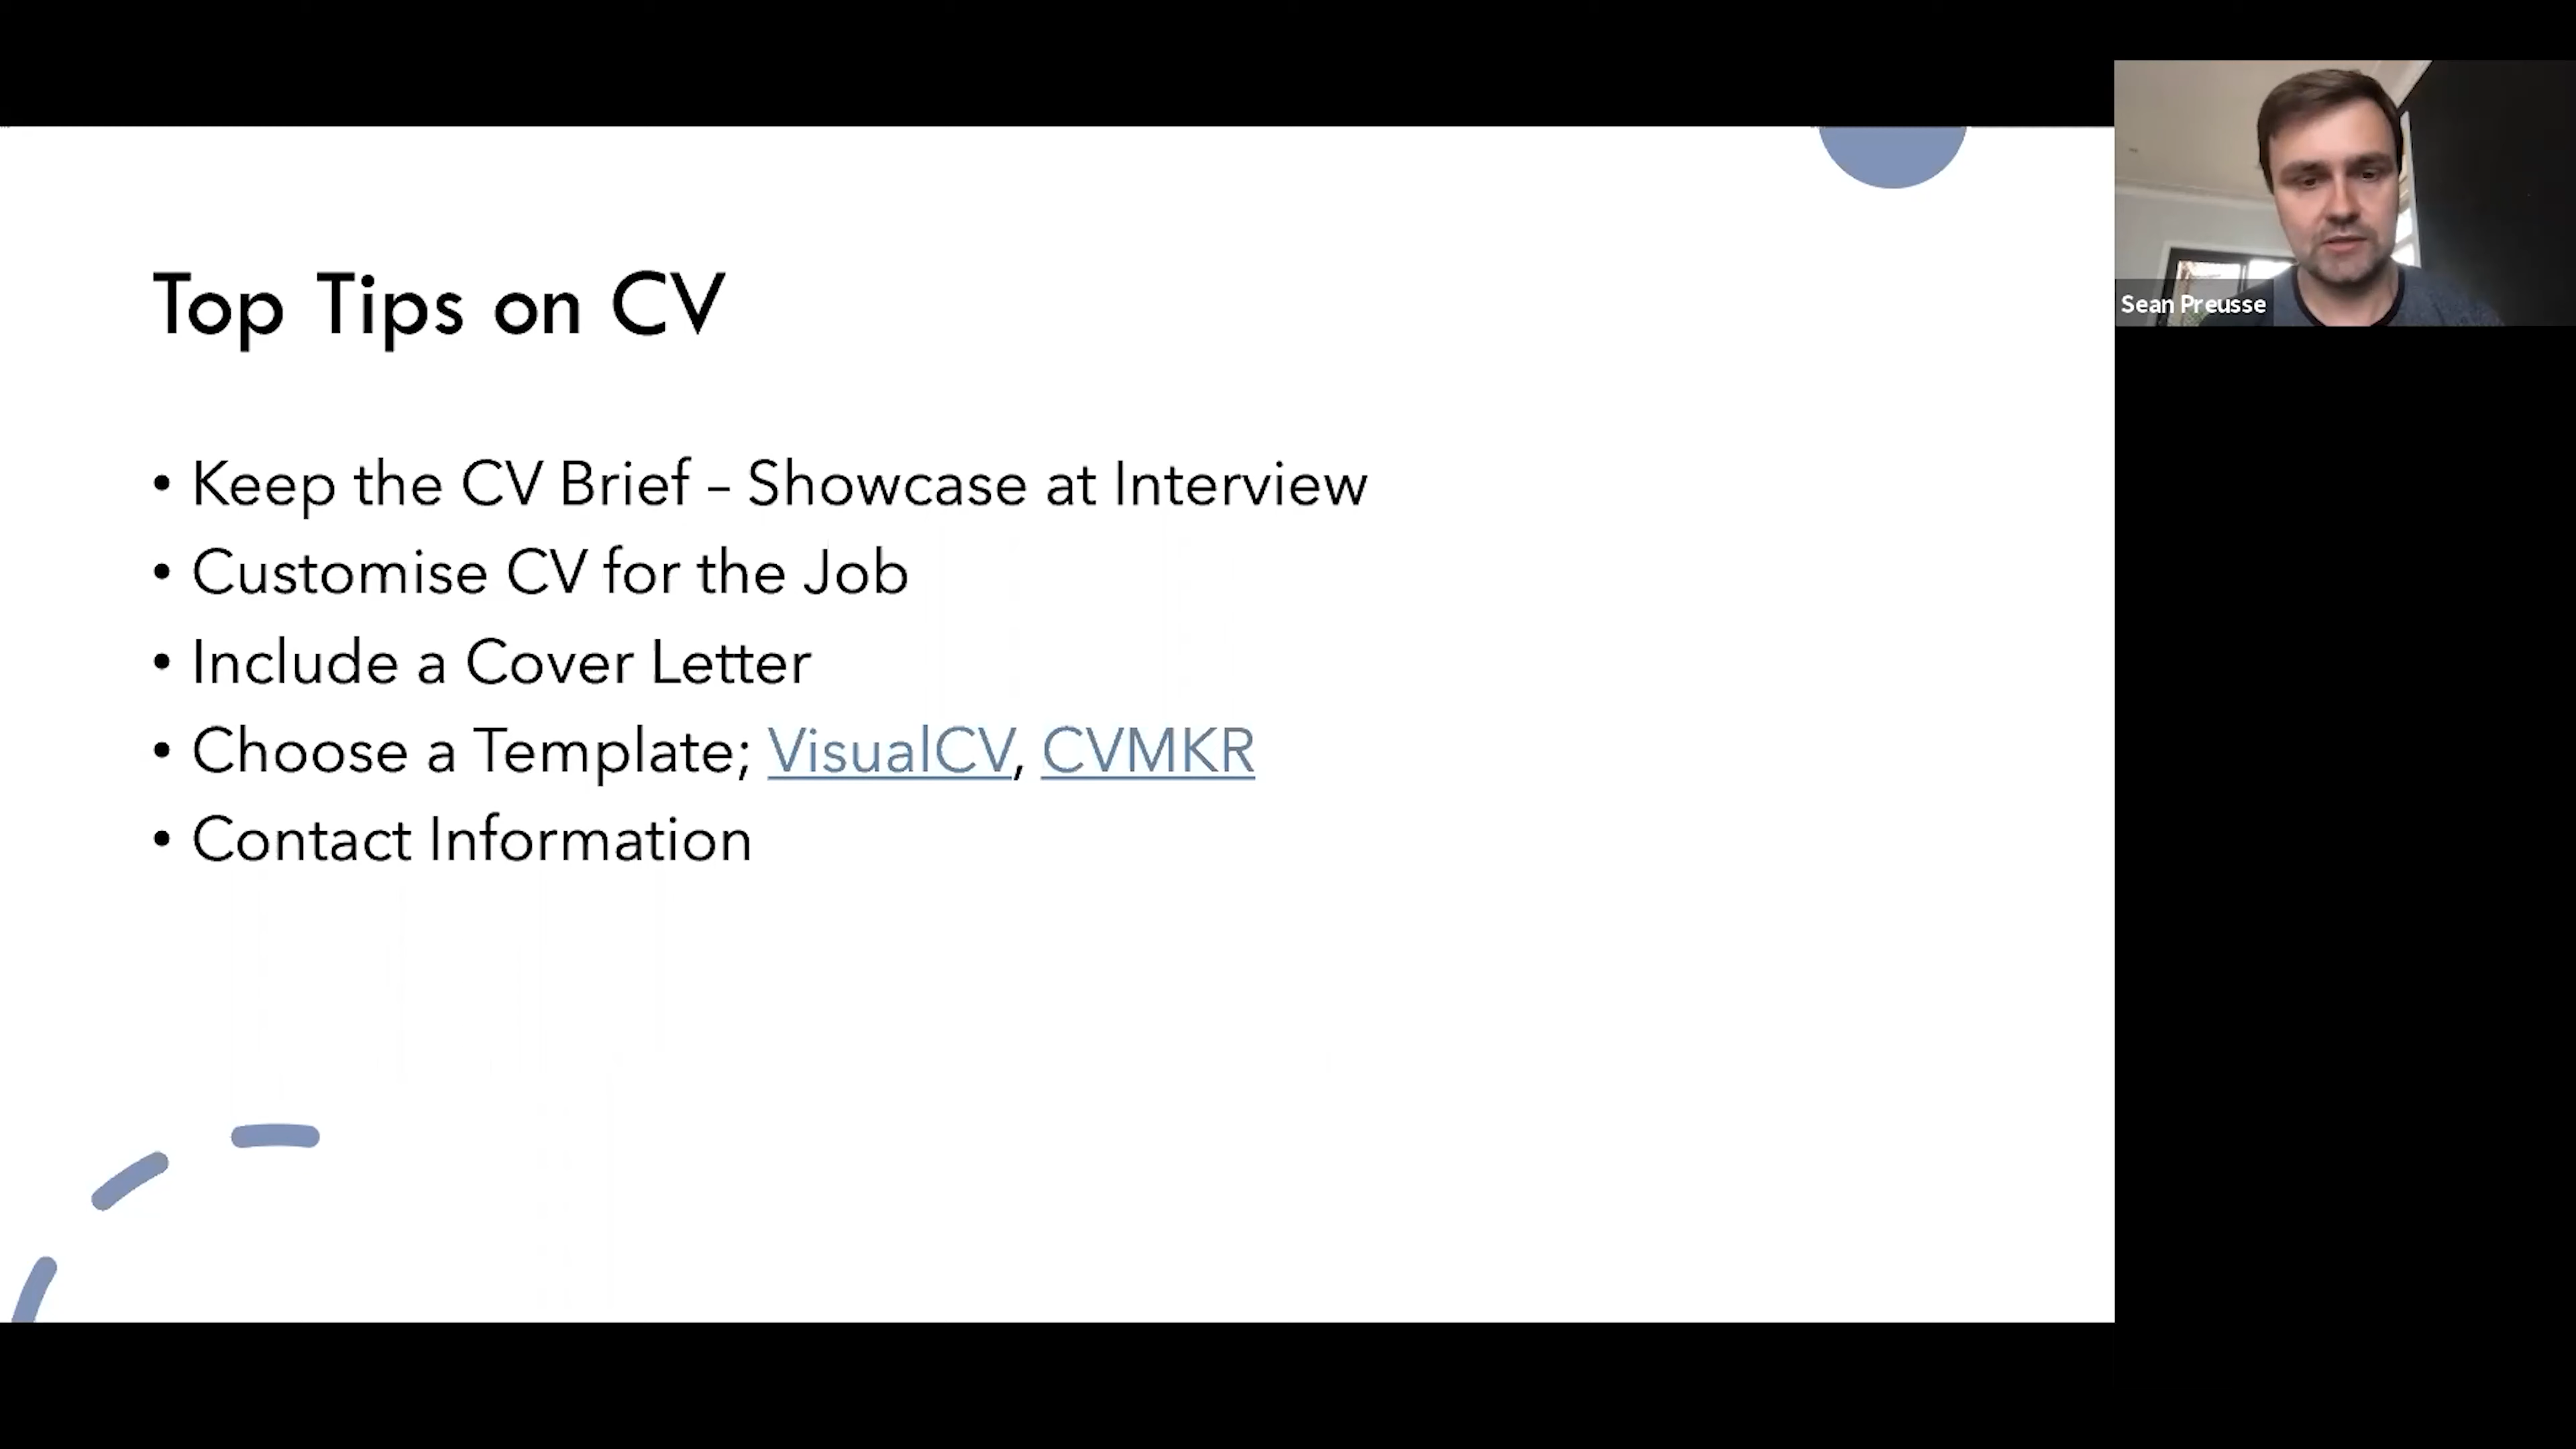 Top Tips on CV
• Keep the CV Brief – Showcase at Interview
• Customise CV for the Job
• Include a Cover Letter
• Choose a Template; VisualCV, CVMKR
• Contact Information
Sean Preusse